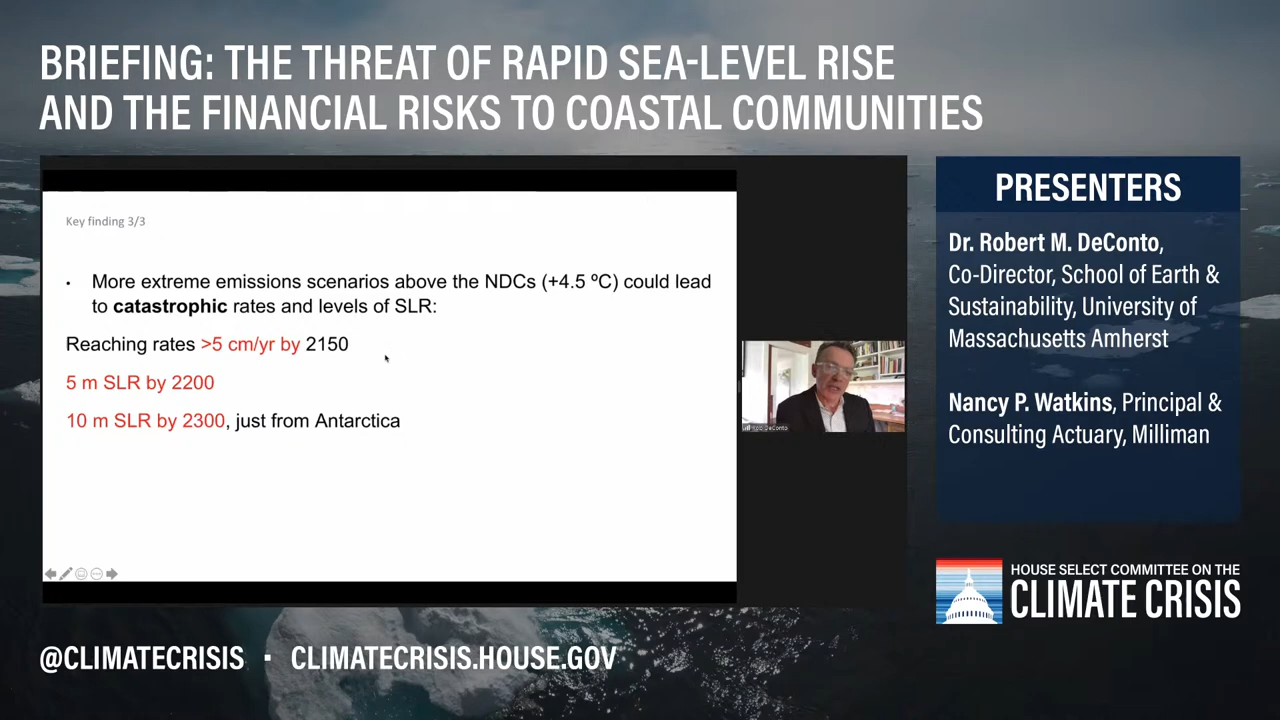 BRIEFING: THE THREAT OF RAPID SEA-LEVEL RISE
AND THE FINANCIAL RISKS TO COASTAL COMMUNITIES
Key finding 3/3
▪ More extreme emissions scenarios above the NDCs (+4.5 ºC) could lead
to catastrophic rates and levels of SLR:
Reaching rates >5 cm/yr by 2150
5 m SLR by 2200
10 m SLR by 2300, just from Antarctica
Rob DeConto
PRESENTERS
Dr. Robert M. DeConto,
Co-Director, School of Earth &
Sustainability, University of
Massachusetts Amherst
Nancy P. Watkins, Principal &
Consulting Actuary, Milliman
HOUSE SELECT COMMITTEE ON THE
CLIMATE CRISIS
@CLIMATECRISIS ▪ CLIMATECRISIS.HOUSE.GOV